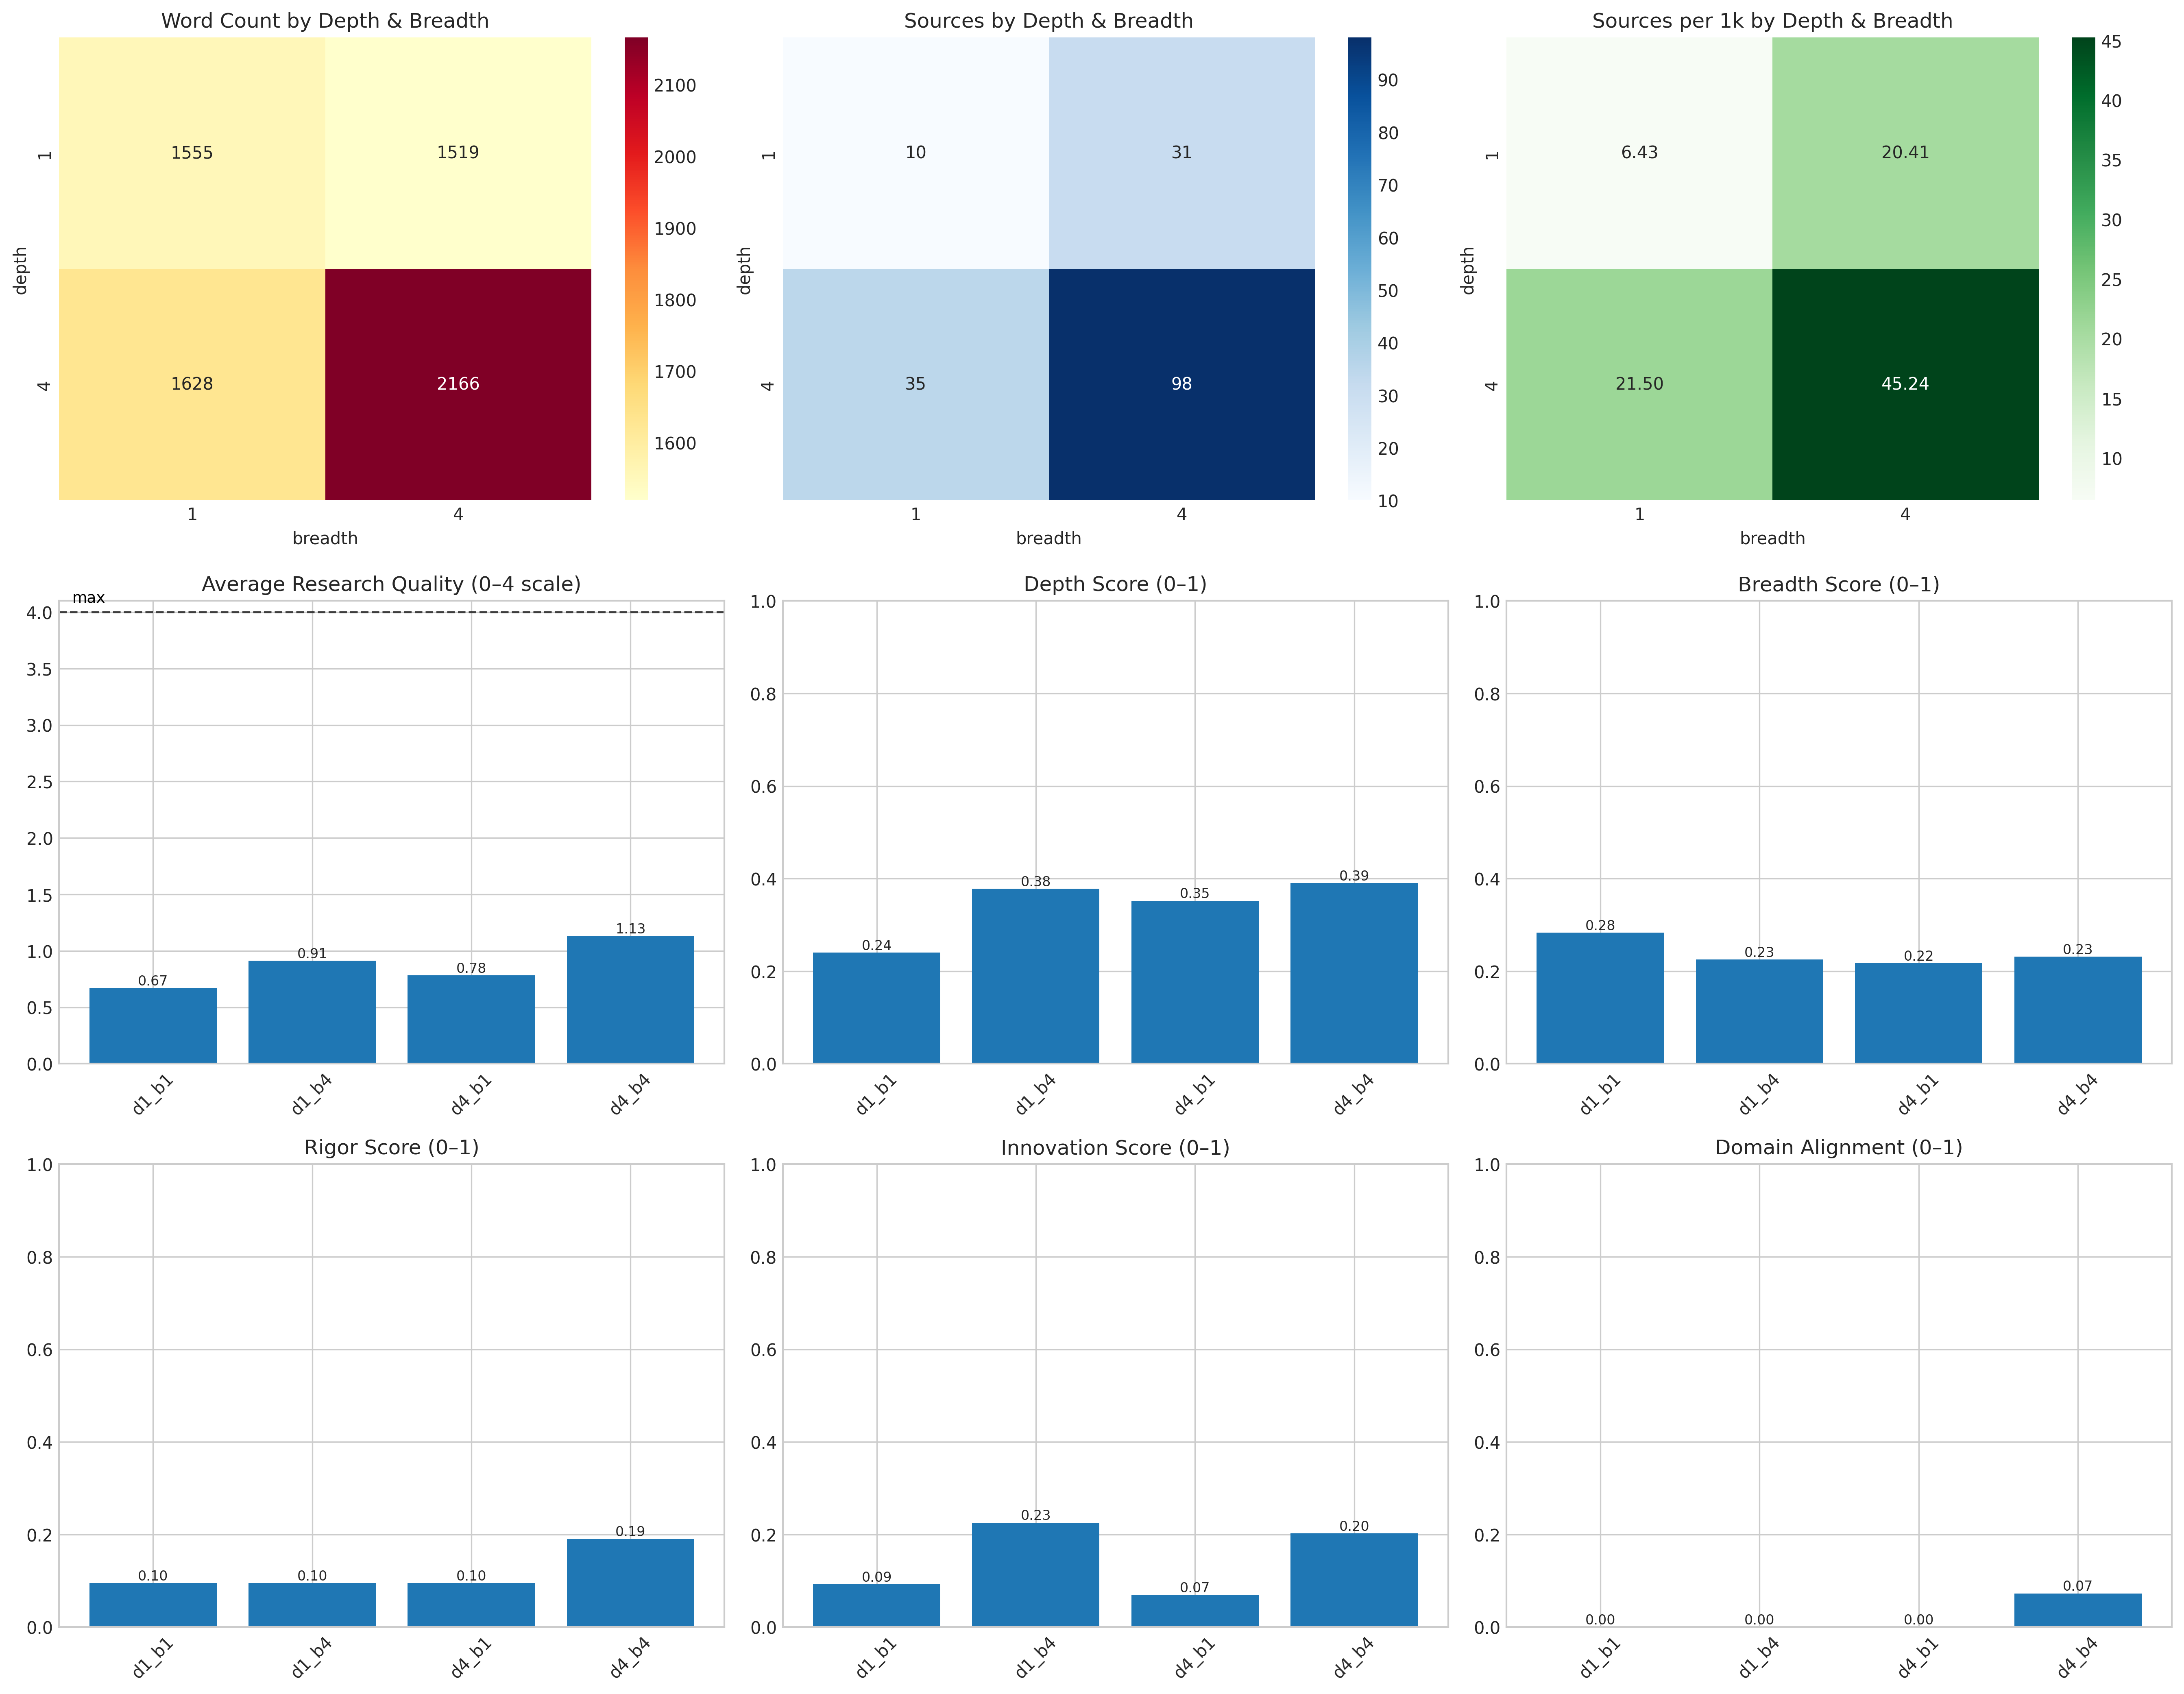 Word Count by Depth & Breadth
1555 1519
1628 2166
1
4
depth
1 4
breadth
2100
2000
1900
1800
1700
1600
Sources by Depth & Breadth
10 31
35 98
1
4
depth
1 4
breadth
90
80
70
60
50
40
30
20
10
Sources per 1k by Depth & Breadth
6.43 20.41
21.50 45.24
1
4
depth
1 4
breadth
45
40
35
30
25
20
15
10
Average Research Quality (0–4 scale)
max
4.0
3.5
3.0
2.5
2.0
1.5
1.0
0.5
0.0
0.67 0.91 0.78 1.13
d1_b1 d1_b4 d4_b1 d4_b4
Depth Score (0–1)
1.0
0.8
0.6
0.4
0.2
0.0
0.24 0.38 0.35 0.39
d1_b1 d1_b4 d4_b1 d4_b4
Breadth Score (0–1)
1.0
0.8
0.6
0.4
0.2
0.0
0.28 0.23 0.22 0.23
d1_b1 d1_b4 d4_b1 d4_b4
Rigor Score (0–1)
1.0
0.8
0.6
0.4
0.2
0.0
0.10 0.10 0.10 0.19
d1_b1 d1_b4 d4_b1 d4_b4
Innovation Score (0–1)
1.0
0.8
0.6
0.4
0.2
0.0
0.09 0.23 0.07 0.20
d1_b1 d1_b4 d4_b1 d4_b4
Domain Alignment (0–1)
1.0
0.8
0.6
0.4
0.2
0.0
0.00 0.00 0.00 0.07
d1_b1 d1_b4 d4_b1 d4_b4